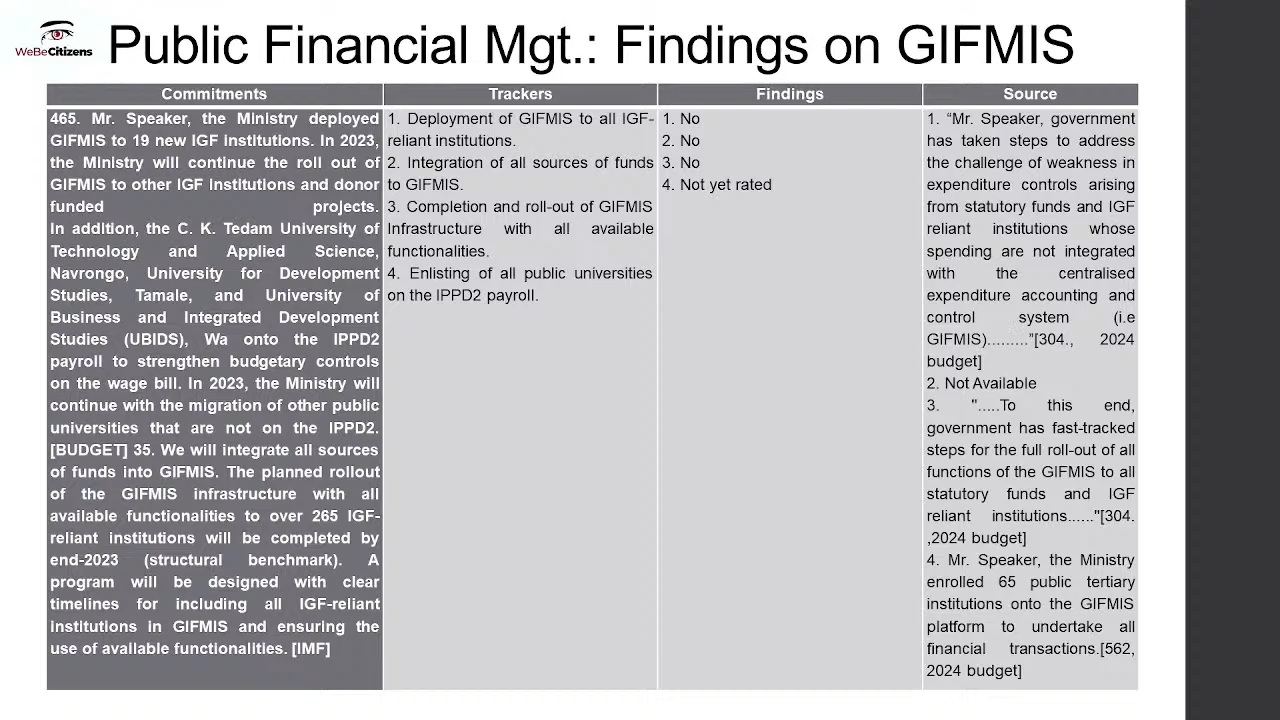 WeBeCitizens
Public Financial Mgt.: Findings on GIFMIS
Commitments
Trackers
Findings
Source
465. Mr. Speaker, the Ministry deployed
GIFMIS to 19 new IGF institutions. In 2023,
the Ministry will continue the roll out of
GIFMIS to other IGF Institutions and donor
funded projects.
In addition, the C. K. Tedam University of
Technology and Applied Science,
Navrongo, University for Development
Studies, Tamale, and University of
Business and Integrated Development
Studies (UBIDS), Wa onto the IPPD2
payroll to strengthen budgetary controls
on the wage bill. In 2023, the Ministry will
continue with the migration of other public
universities that are not on the IPPD2.
[BUDGET] 35. We will integrate all sources
of funds into GIFMIS. The planned rollout
of the GIFMIS infrastructure with all
available functionalities to over 265 IGF-
reliant institutions will be completed by
end-2023 (structural benchmark). A
program will be designed with clear
timelines for including all IGF-reliant
institutions in GIFMIS and ensuring the
use of available functionalities. [IMF]
1. Deployment of GIFMIS to all IGF-
reliant institutions.
2. Integration of all sources of funds
to GIFMIS.
3. Completion and roll-out of GIFMIS
Infrastructure with all available
functionalities.
4. Enlisting of all public universities
on the IPPD2 payroll.
1. No
2. No
3. No
4. Not yet rated
1. “Mr. Speaker, government
has taken steps to address
the challenge of weakness in
expenditure controls arising
from statutory funds and IGF
reliant institutions whose
spending are not integrated
with the centralised
expenditure accounting and
control system (i.e
GIFMIS).........”[304., 2024
budget]
2. Not Available
3. ".....To this end,
government has fast-tracked
steps for the full roll-out of all
functions of the GIFMIS to all
statutory funds and IGF
reliant institutions......"[304.
,2024 budget]
4. Mr. Speaker, the Ministry
enrolled 65 public tertiary
institutions onto the GIFMIS
platform to undertake all
financial transactions.[562,
2024 budget]